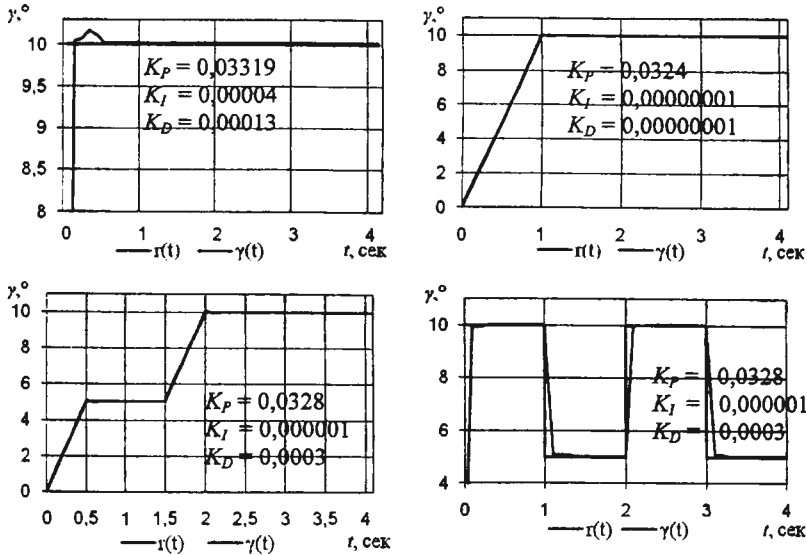 γ,°
10
9,5
9
8,5
8
K_P = 0,03319
K_I = 0,00004
K_D = 0,00013
0 1 2 3 4
r(t) γ(t) t, сек
γ,°
10
8
6
4
2
0
K_P = 0,0324
K_I = 0,00000001
K_D = 0,00000001
0 1 2 3 4
r(t) γ(t) t, сек
γ,°
10
8
6
4
2
0
K_P = 0,0328
K_I = 0,000001
K_D = 0,0003
0 0,5 1 1,5 2 2,5 3 3,5 4
r(t) γ(t) t, сек
γ,°
10
8
6
4
K_P = 0,0328
K_I = 0,000001
K_D = 0,0003
0 1 2 3 4
r(t) γ(t) t, сек